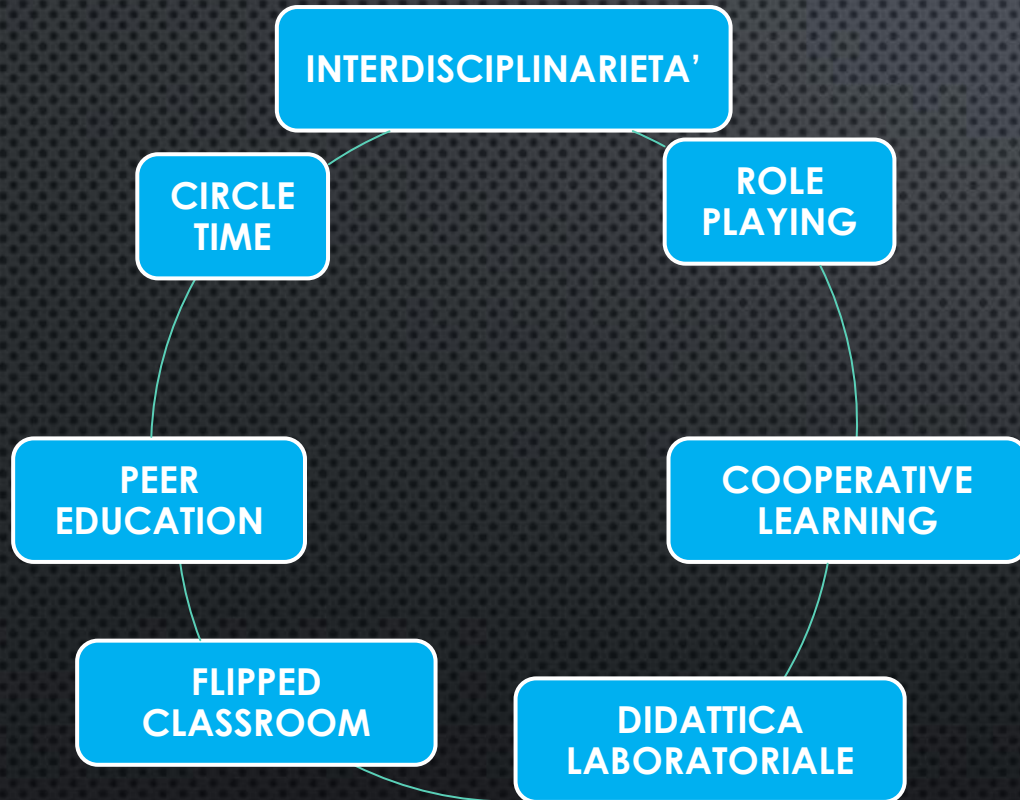 INTERDISCIPLINARIETA’
ROLE
PLAYING
COOPERATIVE
LEARNING
DIDATTICA
LABORATORIALE
FLIPPED
CLASSROOM
PEER
EDUCATION
CIRCLE
TIME